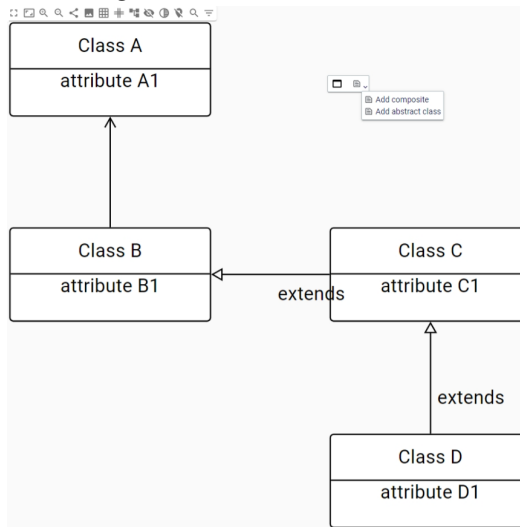 Class A
attribute A1
Add composite
Add abstract class
Class B
attribute B1
Class C
attribute C1
extends
extends
Class D
attribute D1